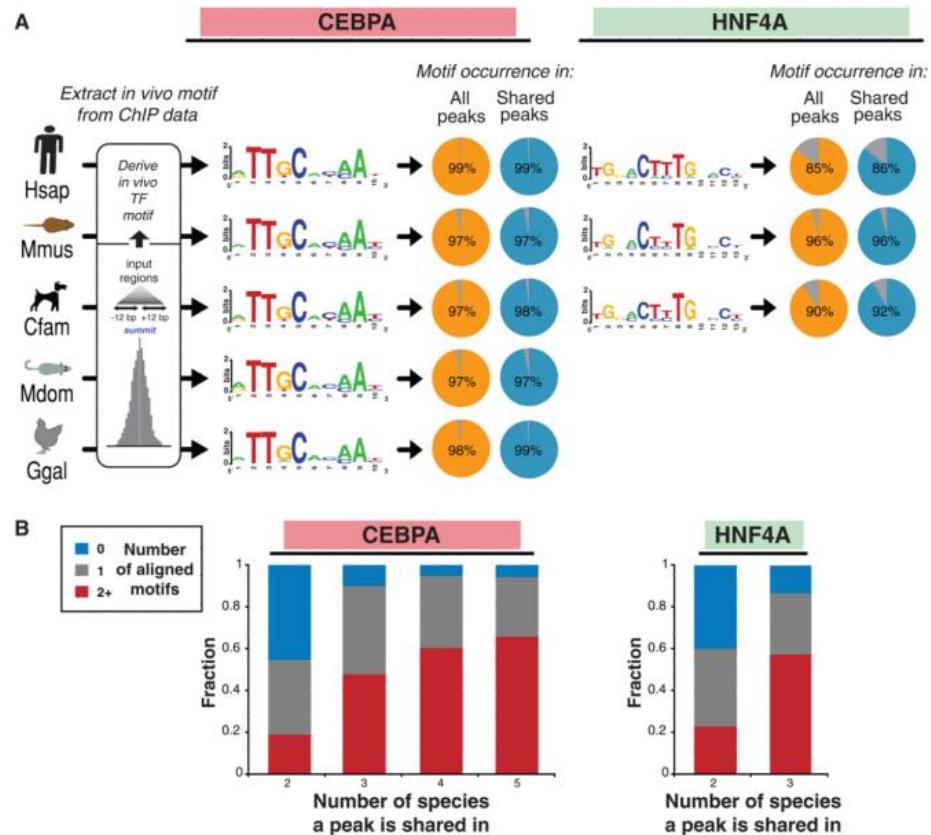 A
CEBPA
HNF4A
Extract in vivo motif
from ChIP data
Motif occurrence in:
All peaks
Shared peaks
Motif occurrence in:
All peaks
Shared peaks
Derive
in vivo
TF
motif
input
regions
-12 bp +12 bp
summit
Hsap
99%
99%
85%
86%
Mmus
97%
97%
96%
96%
Cfam
97%
98%
90%
92%
Mdom
97%
97%
Ggal
98%
99%
B
0
1
2+
Number
of aligned
motifs
CEBPA
HNF4A
Fraction
1
0.8
0.6
0.4
0.2
0
2 3 4 5
Number of species
a peak is shared in
Fraction
1
0.8
0.6
0.4
0.2
0
2 3
Number of species
a peak is shared in